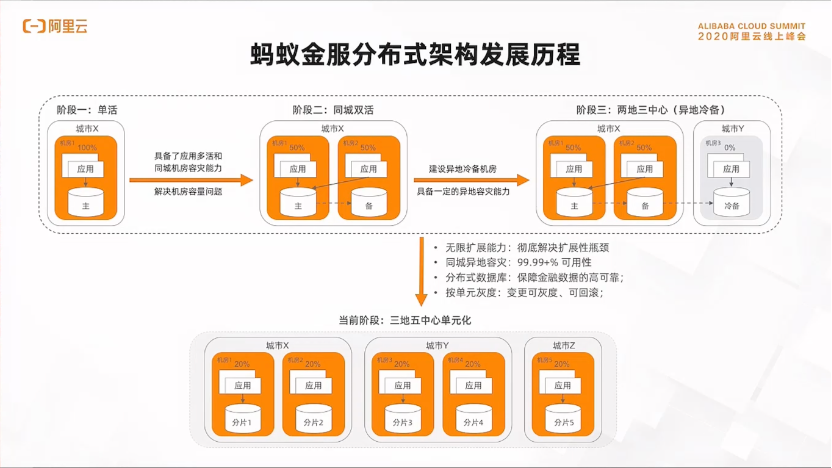 阿里云
ALIBABA CLOUD SUMMIT
2020阿里云线上峰会
蚂蚁金服分布式架构发展历程
阶段一：单活
城市X
机房1
100%
应用
主
具备了应用多活和
同城机房容灾能力
解决机房容量问题
阶段二：同城双活
城市X
机房1
50%
应用
主
机房2
50%
应用
备
建设异地冷备机房
具备一定的异地容灾能力
阶段三：两地三中心（异地冷备）
城市X
机房1
50%
应用
主
机房2
50%
应用
备
城市Y
机房3
0%
应用
冷备
• 无限扩展能力：彻底解决扩展性瓶颈
• 同城异地容灾：99.99+% 可用性
• 分布式数据库：保障金融数据的高可靠；
• 按单元灰度：变更可灰度、可回滚；
当前阶段：三地五中心单元化
城市X
机房1
20%
应用
分片1
机房2
20%
应用
分片2
城市Y
机房3
20%
应用
分片3
机房4
20%
应用
分片4
城市Z
机房5
20%
应用
分片5